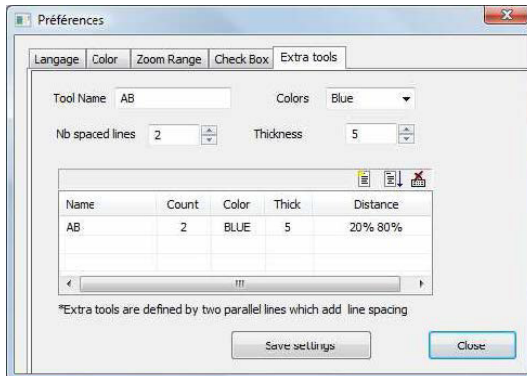 Préférences
Langage Color Zoom Range Check Box Extra tools
Tool Name AB Colors Blue
Nb spaced lines 2 Thickness 5
Name Count Color Thick Distance
AB 2 BLUE 5 20% 80%
*Extra tools are defined by two parallel lines which add line spacing
Save settings Close